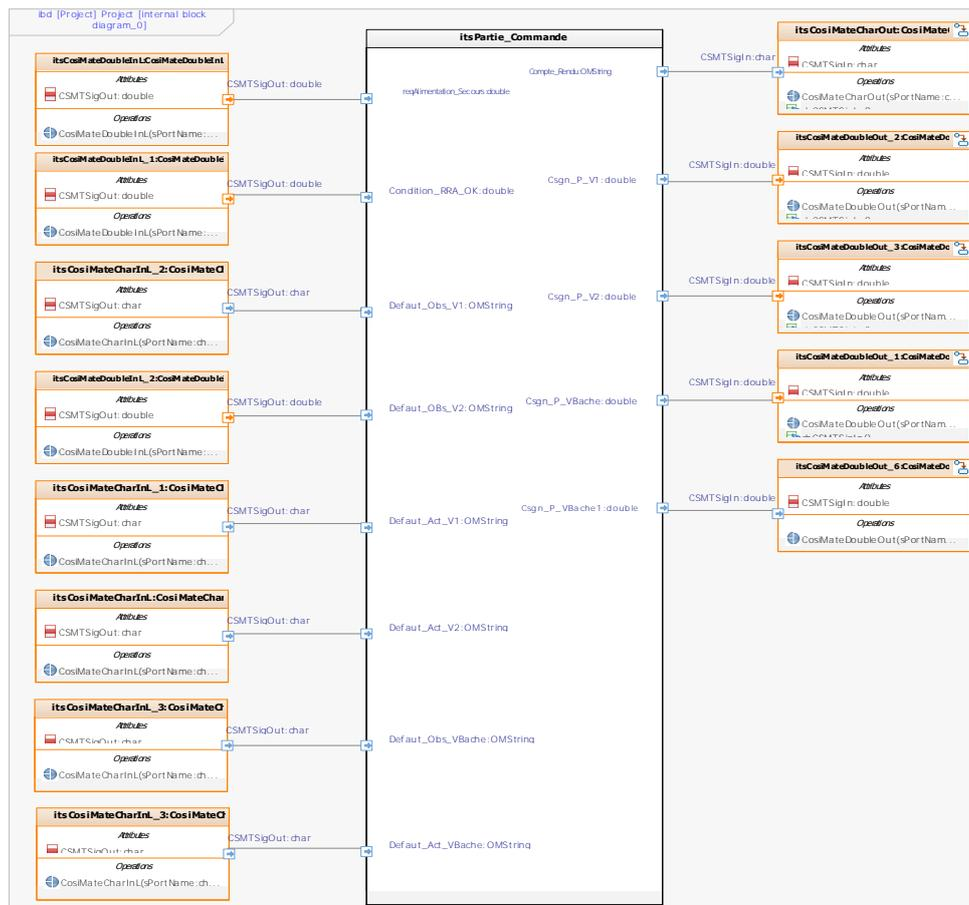 ibd [Project] Project [internal block
diagram_0]
itsCosiMateDoubleInL:CosiMateDoubleInL
Attributes
CSMTSigOut:double
Operations
CosiMateDoubleInL(sPortName:...
CSMTSigOut:double
itsCosiMateDoubleInL_1:CosiMateDouble
Attributes
CSMTSigOut:double
Operations
CosiMateDoubleInL(sPortName:...
CSMTSigOut:double
itsCosiMateCharInL_2:CosiMateCl
Attributes
CSMTSigOut:char
Operations
CosiMateCharInL(sPortName:ch...
CSMTSigOut:char
itsCosiMateDoubleInL_2:CosiMateDouble
Attributes
CSMTSigOut:double
Operations
CosiMateDoubleInL(sPortName:...
CSMTSigOut:double
itsCosiMateCharInL_1:CosiMateCl
Attributes
CSMTSigOut:char
Operations
CosiMateCharInL(sPortName:ch...
CSMTSigOut:char
itsCosiMateCharInL:CosiMateChar
Attributes
CSMTSigOut:char
Operations
CosiMateCharInL(sPortName:ch...
CSMTSigOut:char
itsCosiMateCharInL_3:CosiMateCh
Attributes
CSMTSigOut:char
Operations
CosiMateCharInL(sPortName:ch...
CSMTSigOut:char
itsCosiMateCharInL_3:CosiMateCh
Attributes
CSMTSigOut:char
Operations
CosiMateCharInL(sPortName:ch...
CSMTSigOut:char
itsPartie_Commande
Compte_Rendu:OMString
reqAlimentation_Secours:double
Condition_RRA_OK:double
Csgn_P_V1:double
Defaut_Obs_V1:OMString
Csgn_P_V2:double
Defaut_OBs_V2:OMString
Csgn_P_VBache:double
Defaut_Act_V1:OMString
Csgn_P_VBache1:double
Defaut_Act_V2:OMString
Defaut_Obs_VBache:OMString
Defaut_Act_VBache:OMString
CSMTSigIn:char
itsCosiMateCharOut:CosiMate
Attributes
CSMTSigIn:char
Operations
CosiMateCharOut(sPortName:c...
CSMTSigIn:double
itsCosiMateDoubleOut_2:CosiMateDo
Attributes
CSMTSigIn:double
Operations
CosiMateDoubleOut(sPortNam...
CSMTSigIn:double
itsCosiMateDoubleOut_3:CosiMateDo
Attributes
CSMTSigIn:double
Operations
CosiMateDoubleOut(sPortNam...
CSMTSigIn:double
itsCosiMateDoubleOut_1:CosiMateDo
Attributes
CSMTSigIn:double
Operations
CosiMateDoubleOut(sPortNam...
CSMTSigIn:double
itsCosiMateDoubleOut_6:CosiMateDo
Attributes
CSMTSigIn:double
Operations
CosiMateDoubleOut(sPortNam...